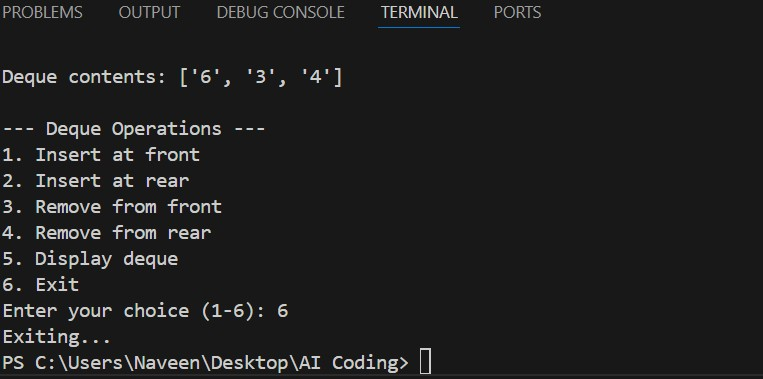 PROBLEMS OUTPUT DEBUG CONSOLE TERMINAL PORTS
Deque contents: ['6', '3', '4']
--- Deque Operations ---
1. Insert at front
2. Insert at rear
3. Remove from front
4. Remove from rear
5. Display deque
6. Exit
Enter your choice (1-6): 6
Exiting...
PS C:\Users\Naveen\Desktop\AI Coding>